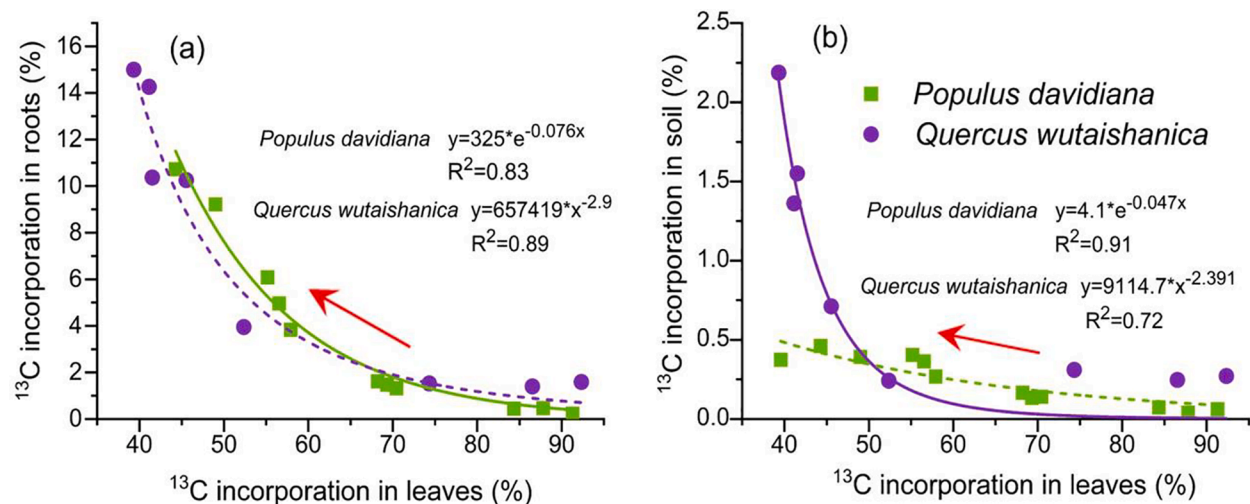 (a)
16
14
12
10
8
6
4
2
0
¹³C incorporation in roots (%)
Populus davidiana y=325*e^-0.076x
R²=0.83
Quercus wutaishanica y=657419*x^-2.9
R²=0.89
40 50 60 70 80 90
¹³C incorporation in leaves (%)
(b)
2.5
2.0
1.5
1.0
0.5
0.0
¹³C incorporation in soil (%)
Populus davidiana
Quercus wutaishanica
Populus davidiana y=4.1*e^-0.047x
R²=0.91
Quercus wutaishanica y=9114.7*x^-2.391
R²=0.72
40 50 60 70 80 90
¹³C incorporation in leaves (%)